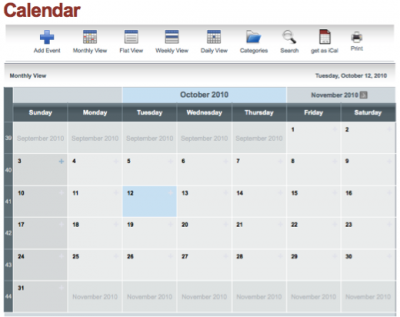 Calendar
Add Event Monthly View Flat View Weekly View Daily View Categories Search get as iCal Print
Monthly View Tuesday, October 12, 2010
October 2010 November 2010
Sunday Monday Tuesday Wednesday Thursday Friday Saturday
39 September 2010 September 2010 September 2010 September 2010 September 2010 1 2
40 3 4 5 6 7 8 9
41 10 11 12 13 14 15 16
42 17 18 19 20 21 22 23
43 24 25 26 27 28 29 30
44 31 November 2010 November 2010 November 2010 November 2010 November 2010 November 2010